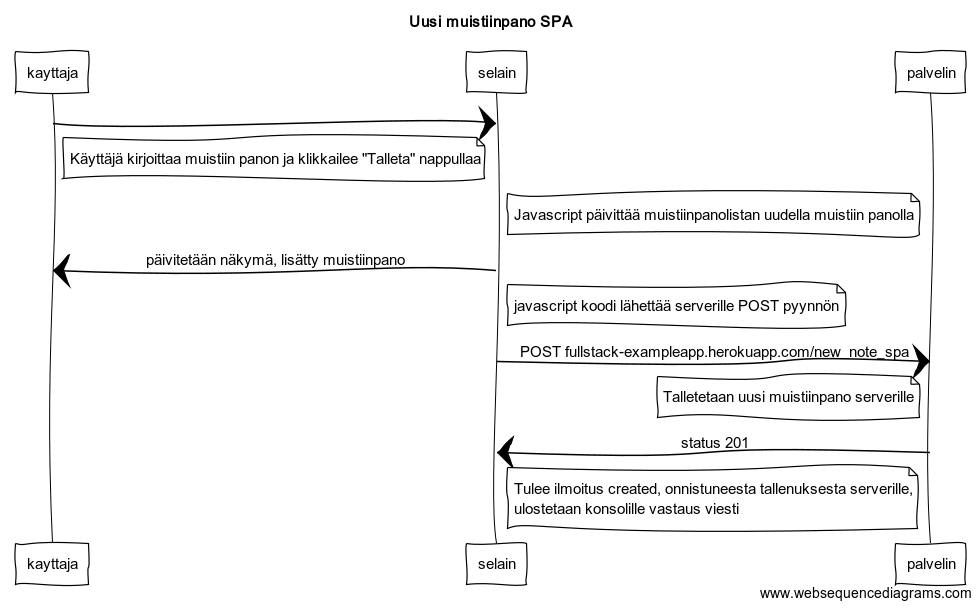 Uusi muistiinpano SPA
kayttaja
selain
palvelin
Käyttäjä kirjoittaa muistiin panon ja klikkailee "Talleta" nappullaa
Javascript päivittää muistiinpanolistan uudella muistiin panolla
päivitetään näkymä, lisätty muistiinpano
javascript koodi lähettää serverille POST pyynnön
POST fullstack-exampleapp.herokuapp.com/new_note_spa
Talletetaan uusi muistiinpano serverille
status 201
Tulee ilmoitus created, onnistuneesta tallenuksesta serverille,
ulostetaan konsolille vastaus viesti
kayttaja
selain
palvelin
www.websequencediagrams.com